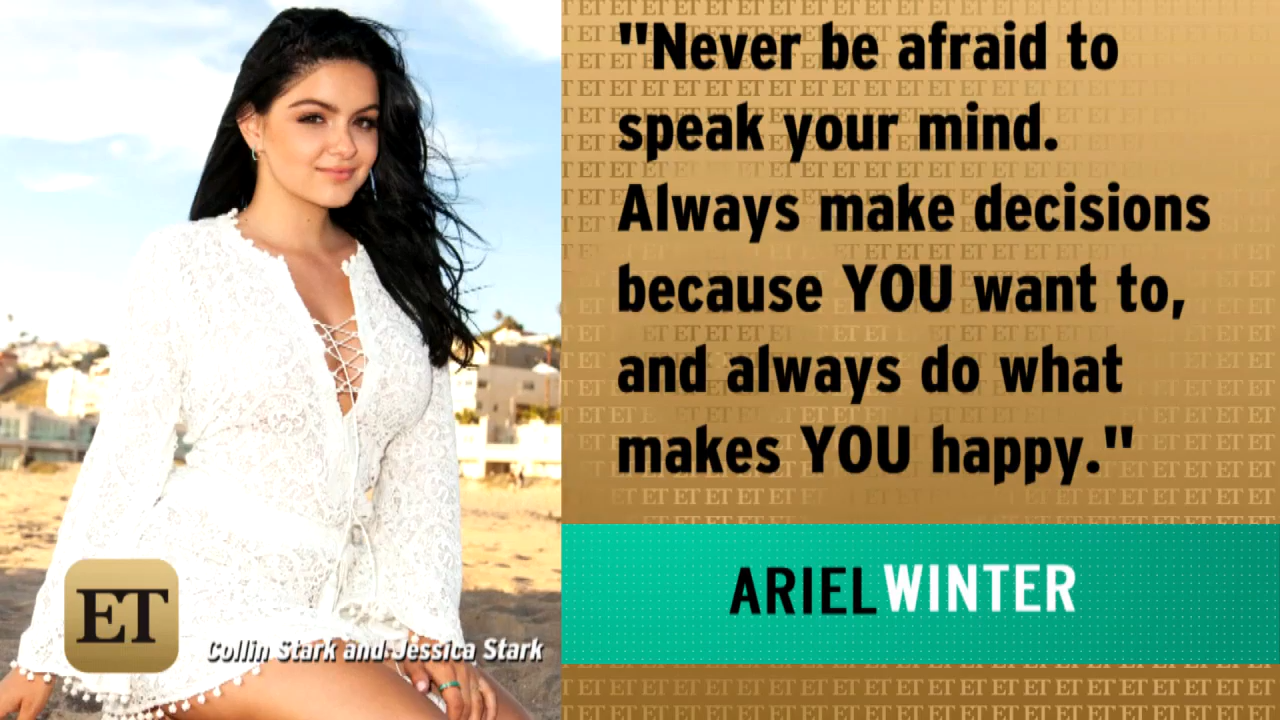 "Never be afraid to
speak your mind.
Always make decisions
because YOU want to,
and always do what
makes YOU happy."
ARIEL WINTER
ET
Collin Stark and Jessica Stark